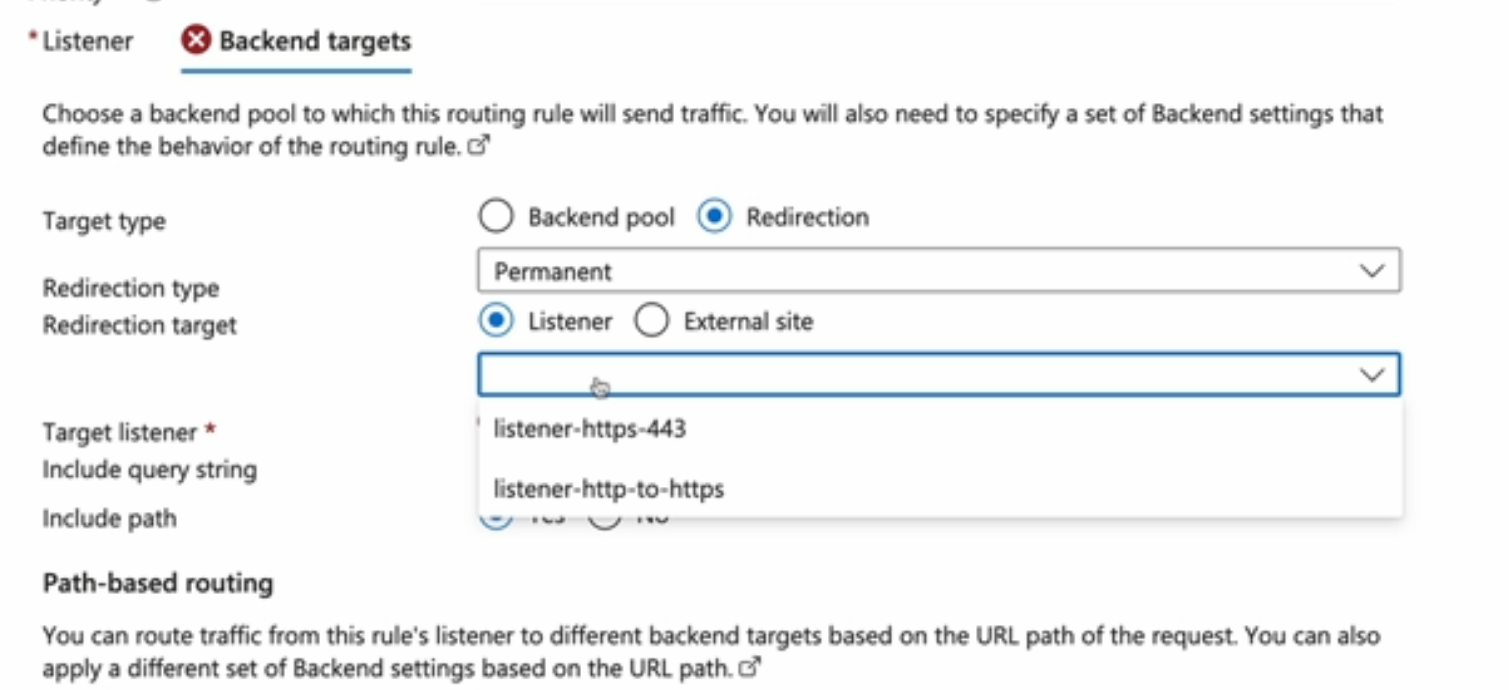 * Listener Backend targets
Choose a backend pool to which this routing rule will send traffic. You will also need to specify a set of Backend settings that
define the behavior of the routing rule.
Target type Backend pool Redirection
Redirection type Permanent
Redirection target Listener External site
Target listener * listener-https-443
Include query string listener-http-to-https
Include path Yes No
Path-based routing
You can route traffic from this rule's listener to different backend targets based on the URL path of the request. You can also
apply a different set of Backend settings based on the URL path.